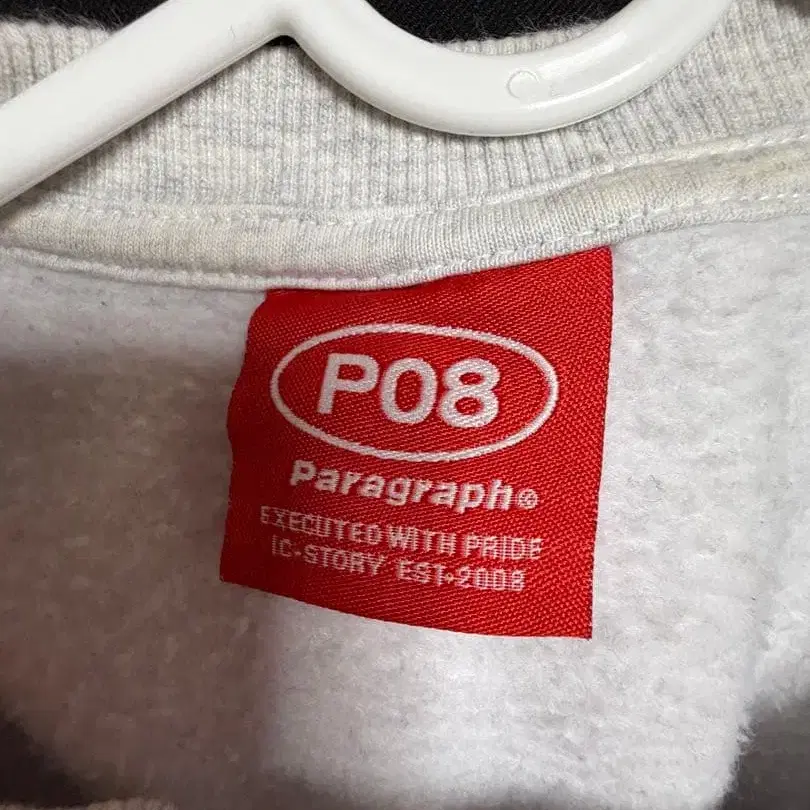 P08
Paragraph®
EXECUTED WITH PRIDE
IC-STORY EST•2008